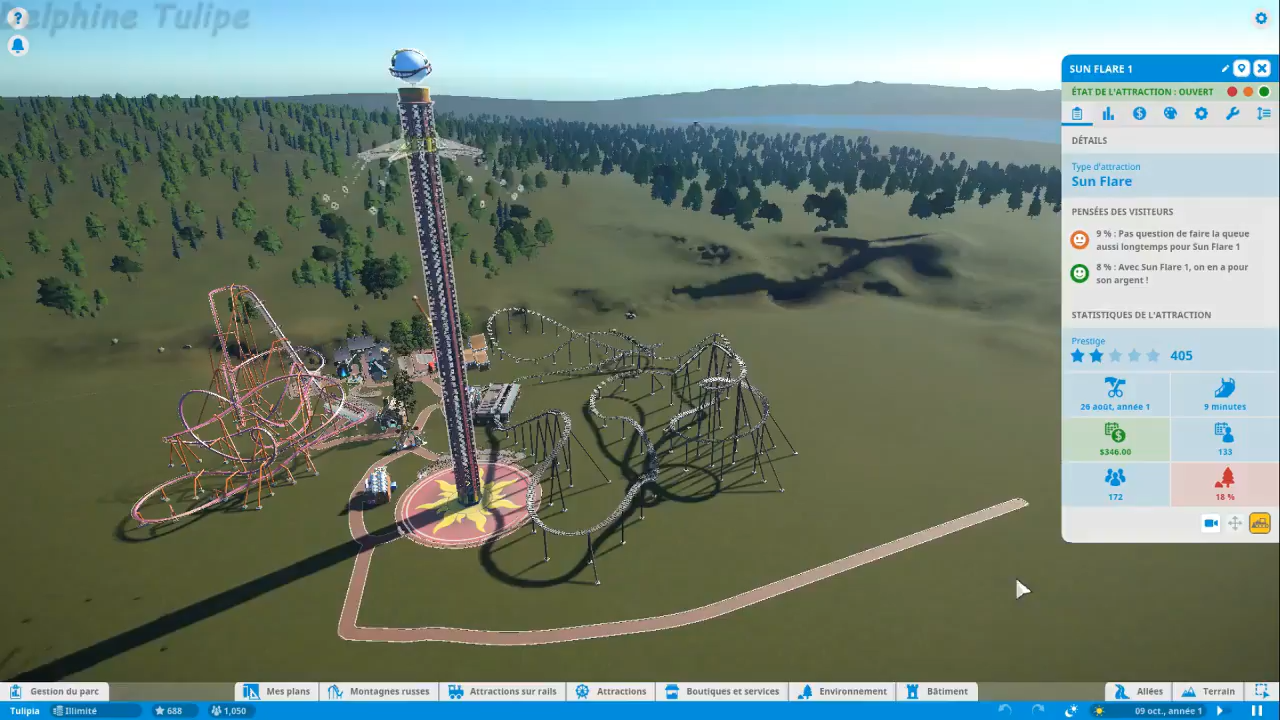 Delphine Tulipe
?
SUN FLARE 1
ÉTAT DE L'ATTRACTION : OUVERT
DÉTAILS
Type d'attraction
Sun Flare
PENSÉES DES VISITEURS
9 % : Pas question de faire la queue
aussi longtemps pour Sun Flare 1
8 % : Avec Sun Flare 1, on en a pour
son argent !
STATISTIQUES DE L'ATTRACTION
Prestige
405
26 août, année 1
9 minutes
$346.00
133
172
18 %
Gestion du parc
Mes plans
Montagnes russes
Attractions sur rails
Attractions
Boutiques et services
Environnement
Bâtiment
Allées
Terrain
Tulipia
Illimité
688
1,050
09 oct., année 1